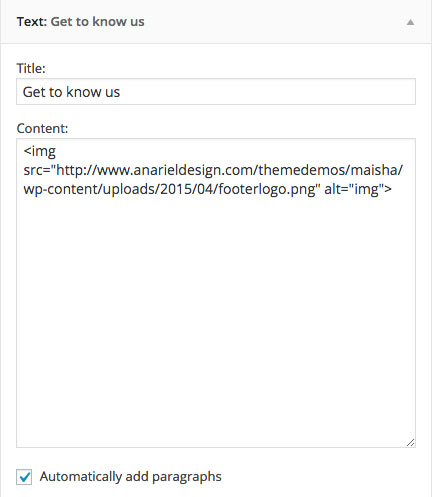 Text: Get to know us
Title:
Get to know us
Content:
<img
src="http://www.anarieldesign.com/themedemos/maisha/
wp-content/uploads/2015/04/footerlogo.png" alt="img">
Automatically add paragraphs